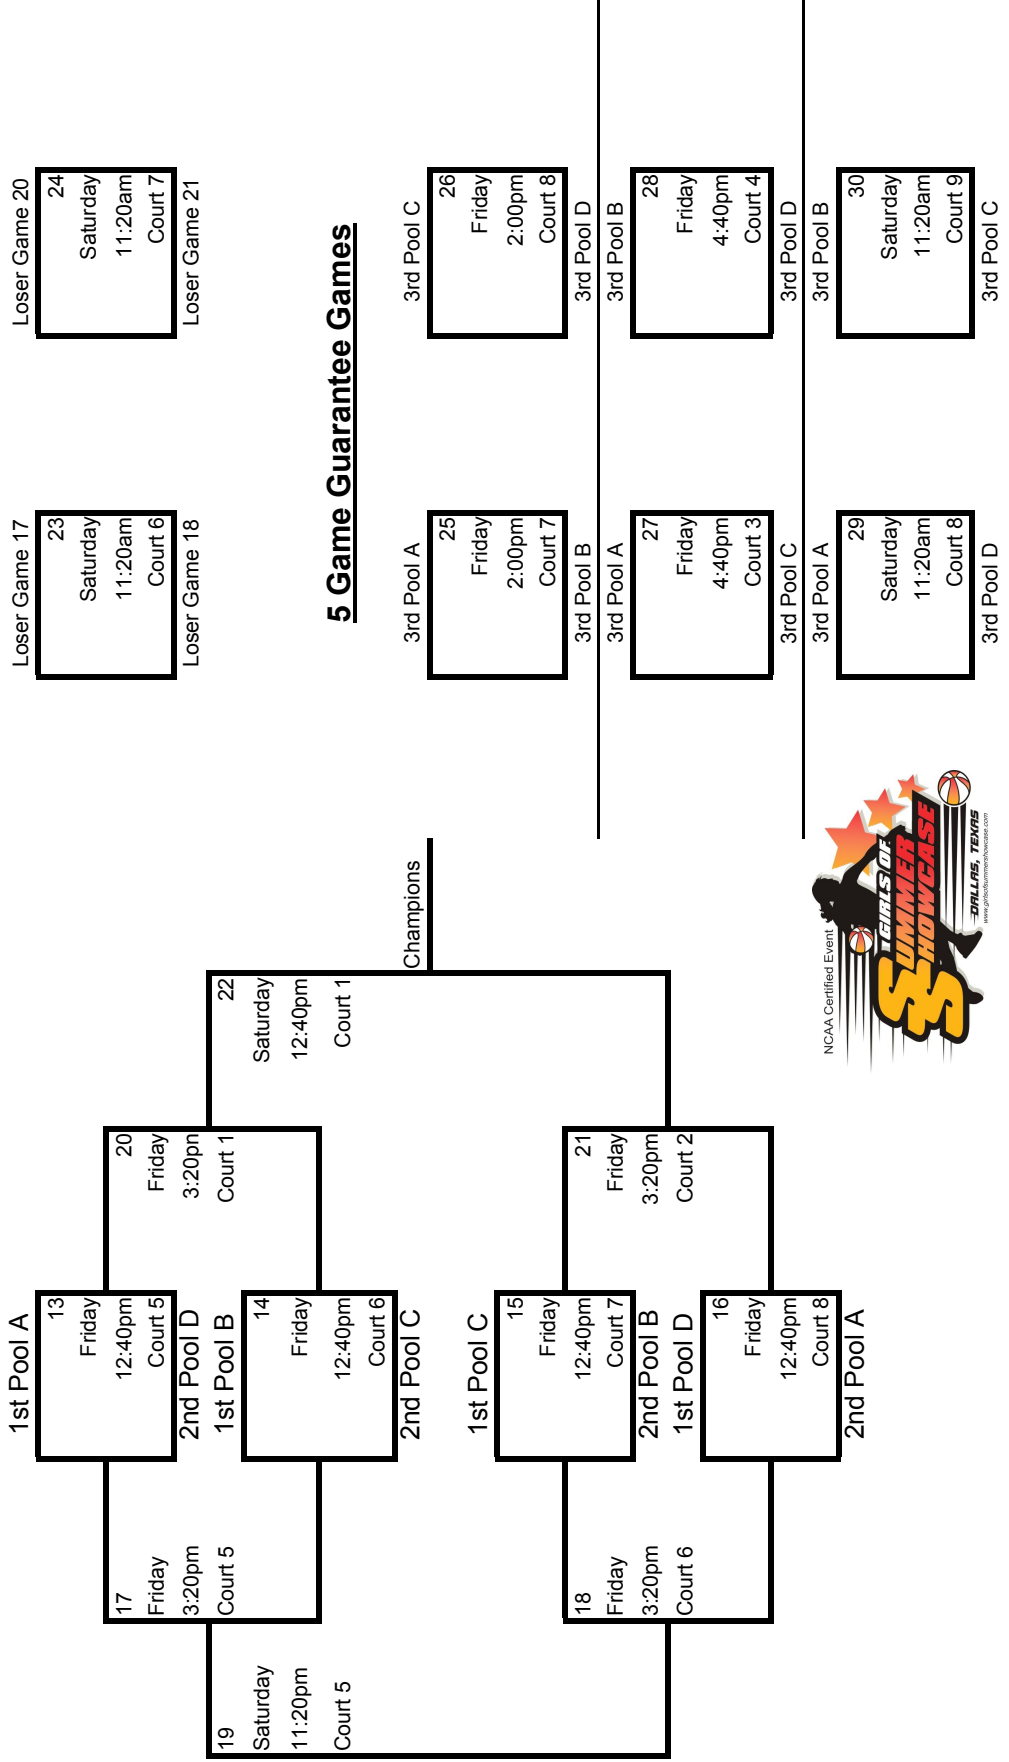 1st Pool A
13
Friday
12:40pm
Court 5
2nd Pool D
1st Pool B
14
Friday
12:40pm
Court 6
2nd Pool C
1st Pool C
15
Friday
12:40pm
Court 7
2nd Pool B
1st Pool D
16
Friday
12:40pm
Court 8
2nd Pool A
17
Friday
3:20pm
Court 5
18
Friday
3:20pm
Court 6
19
Saturday
11:20pm
Court 5
20
Friday
3:20pn
Court 1
21
Friday
3:20pm
Court 2
22
Saturday
12:40pm
Court 1
Champions
Loser Game 17
23
Saturday
11:20am
Court 6
Loser Game 18
Loser Game 20
24
Saturday
11:20am
Court 7
Loser Game 21
5 Game Guarantee Games
3rd Pool A
25
Friday
2:00pm
Court 7
3rd Pool B
3rd Pool C
26
Friday
2:00pm
Court 8
3rd Pool D
3rd Pool A
27
Friday
4:40pm
Court 3
3rd Pool C
3rd Pool B
28
Friday
4:40pm
Court 4
3rd Pool D
3rd Pool A
29
Saturday
11:20am
Court 8
3rd Pool D
3rd Pool B
30
Saturday
11:20am
Court 9
3rd Pool C
NCAA Certified Event
GIRLS OF
SUMMER
SHOWCASE
DALLAS, TEXAS
www.girlsofsummershowcase.com